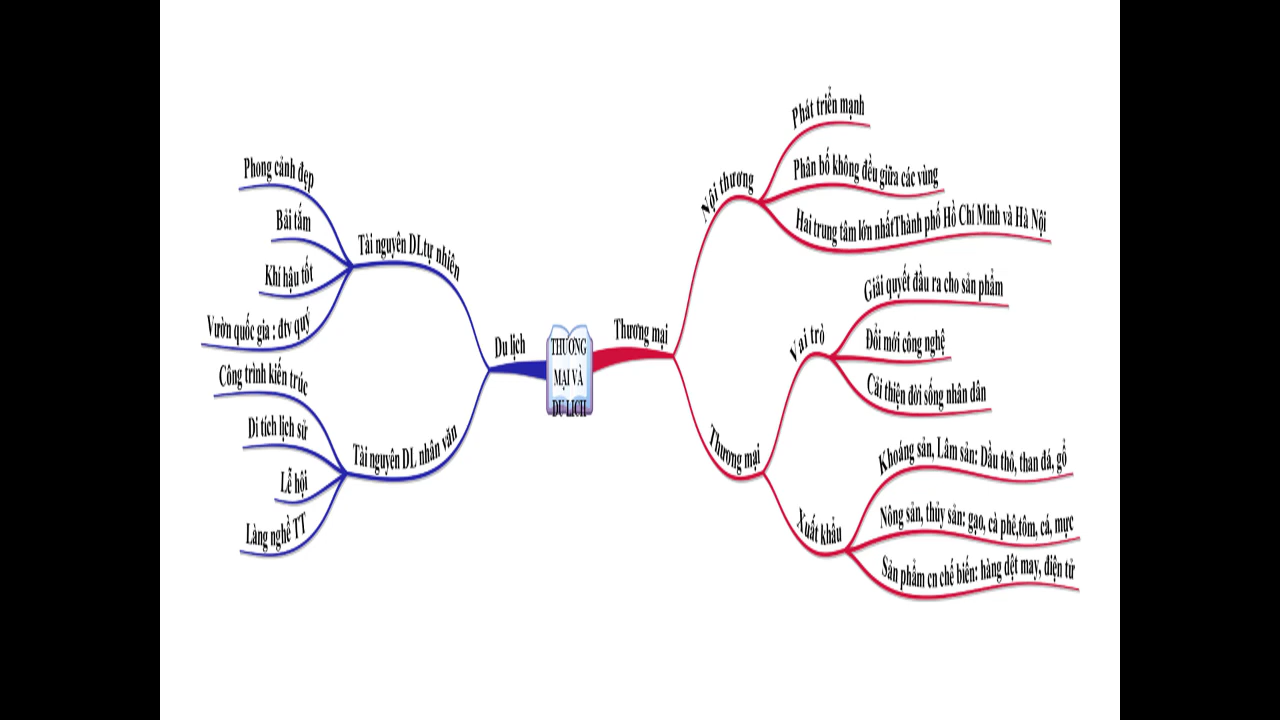 THƯƠNG
MẠI VÀ
DU LỊCH
Thương mại
Nội thương
Phát triển mạnh
Phân bố không đều giữa các vùng
Hai trung tâm lớn nhấtThành phố Hồ Chí Minh và Hà Nội
Thương mại
Vai trò
Giải quyết đầu ra cho sản phẩm
Đổi mới công nghệ
Cải thiện đời sống nhân dân
Xuất khẩu
Khoáng sản, Lâm sản: Dầu thô, than đá, gỗ
Nông sản, thủy sản: gạo, cà phê,tôm, cá, mực
Sản phẩm cn chế biến: hàng dệt may, điện tử
Du lịch
Tài nguyên DLtự nhiên
Phong cảnh đẹp
Bãi tắm
Khí hậu tốt
Vườn quốc gia : đtv quý
Tài nguyên DL nhân văn
Công trình kiến trúc
Di tích lịch sử
Lễ hội
Làng nghề TT